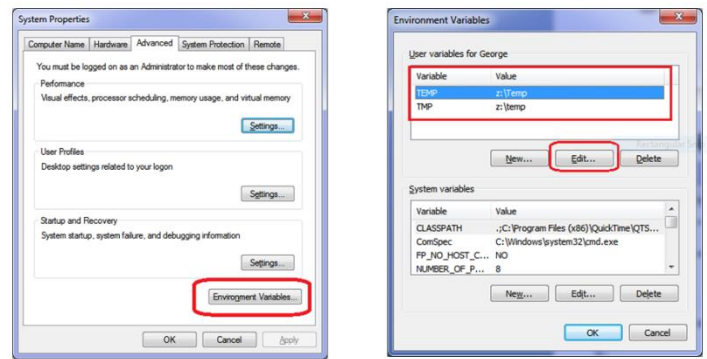 System Properties
Computer Name Hardware Advanced System Protection Remote
You must be logged on as an Administrator to make most of these changes.
Performance
Visual effects, processor scheduling, memory usage, and virtual memory
Settings...
User Profiles
Desktop settings related to your logon
Settings...
Startup and Recovery
System startup, system failure, and debugging information
Settings...
Environment Variables...
OK Cancel Apply
Environment Variables
User variables for George
Variable Value
TEMP z:\Temp
TMP z:\temp
Rectangular Snip
New... Edit... Delete
System variables
Variable Value
CLASSPATH .;C:\Program Files (x86)\QuickTime\QTS...
ComSpec C:\Windows\system32\cmd.exe
FP_NO_HOST_C... NO
NUMBER_OF_P... 8
New... Edit... Delete
OK Cancel